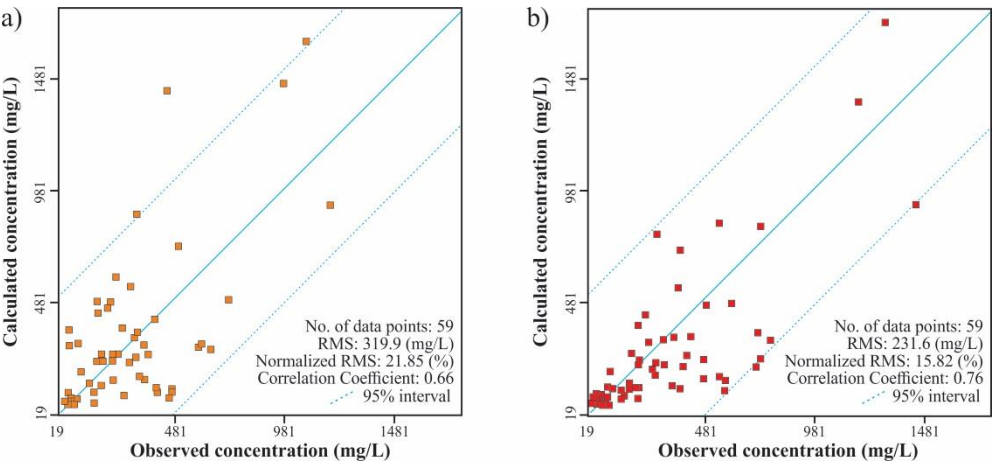 a)
Calculated concentration (mg/L)
1481
981
481
19
No. of data points: 59
RMS: 319.9 (mg/L)
Normalized RMS: 21.85 (%)
Correlation Coefficient: 0.66
95% interval
19
481
981
1481
Observed concentration (mg/L)
b)
Calculated concentration (mg/L)
1481
981
481
19
No. of data points: 59
RMS: 231.6 (mg/L)
Normalized RMS: 15.82 (%)
Correlation Coefficient: 0.76
95% interval
19
481
981
1481
Observed concentration (mg/L)